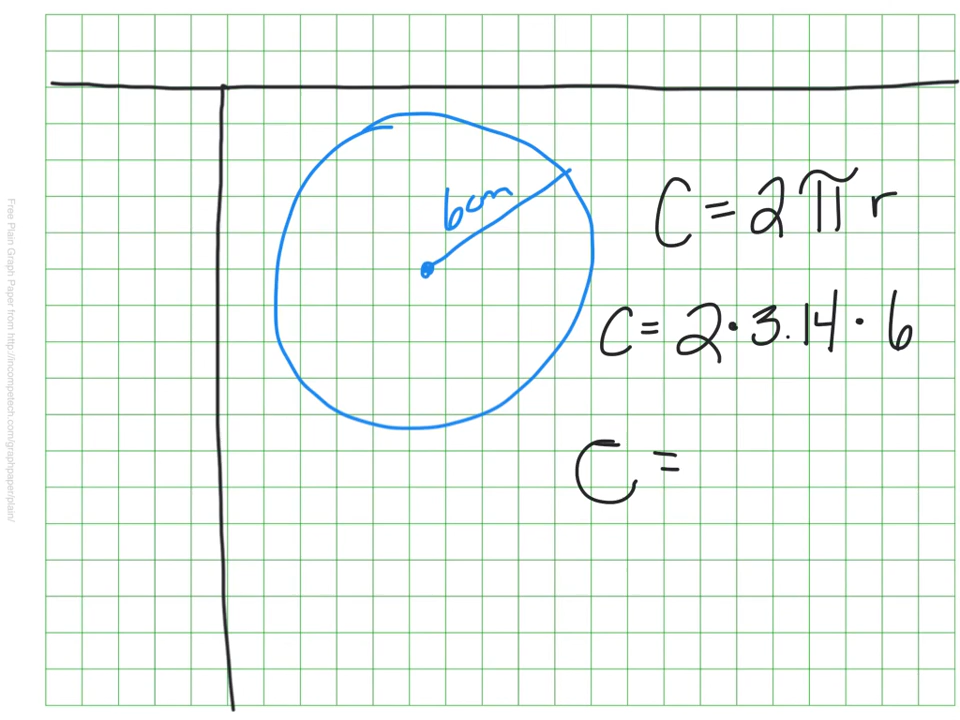 6cm
C = 2πr
C = 2·3.14·6
C =
Free Plain Graph Paper from http://incompetech.com/graphpaper/plain/